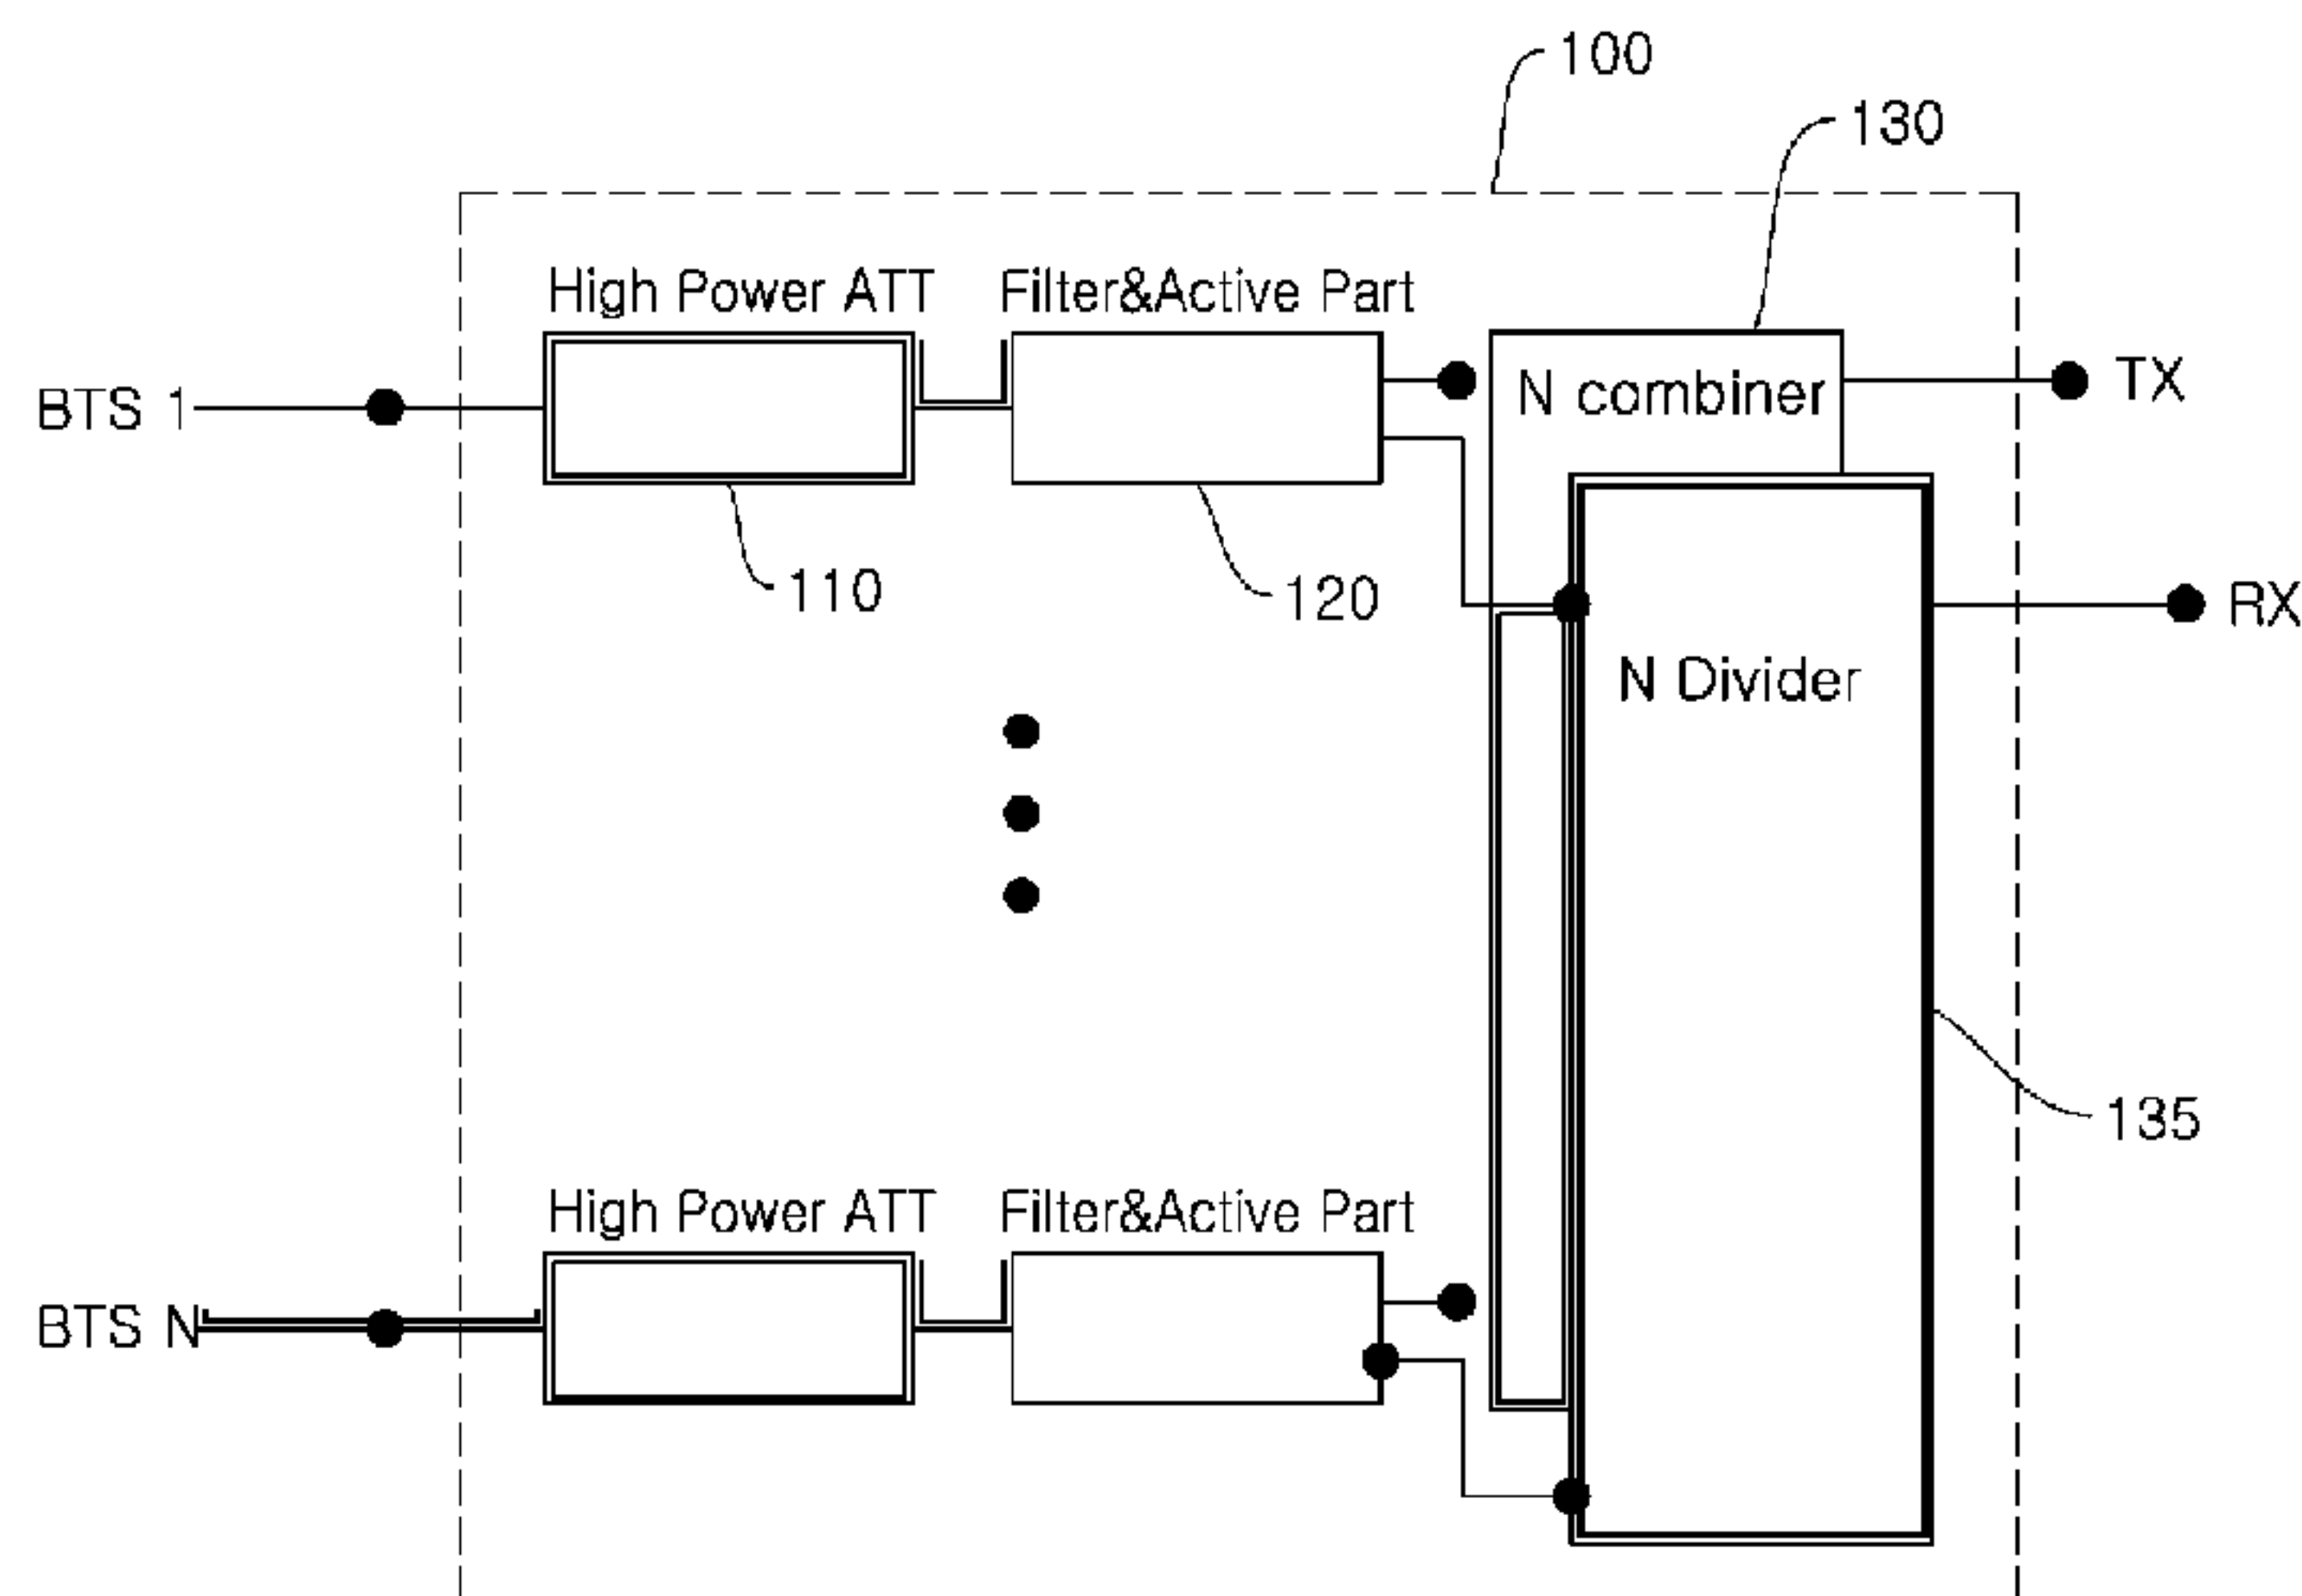 100
130
High Power ATT
Filter&Active Part
BTS 1
N combiner
TX
110
120
RX
N Divider
135
High Power ATT
Filter&Active Part
BTS N